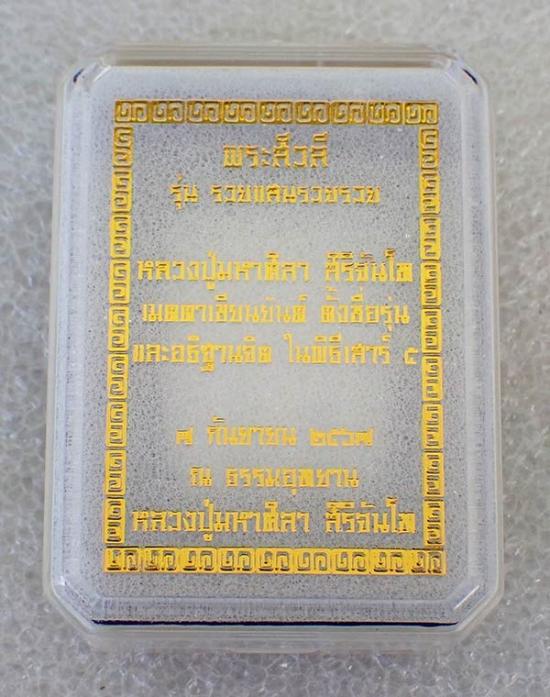 พระสีวลี
รุ่น รวยแสนรวยรวย
หลวงปู่มหาศิลา สิริจันโท
เมตตาเขียนยันต์ ตั้งชื่อรุ่น
และอธิฐานจิต ในพิธีเสาร์ ๕
๗ กันยายน ๒๕๖๗
ณ ธรรมอุทยาน
หลวงปู่มหาศิลา สิริจันโท